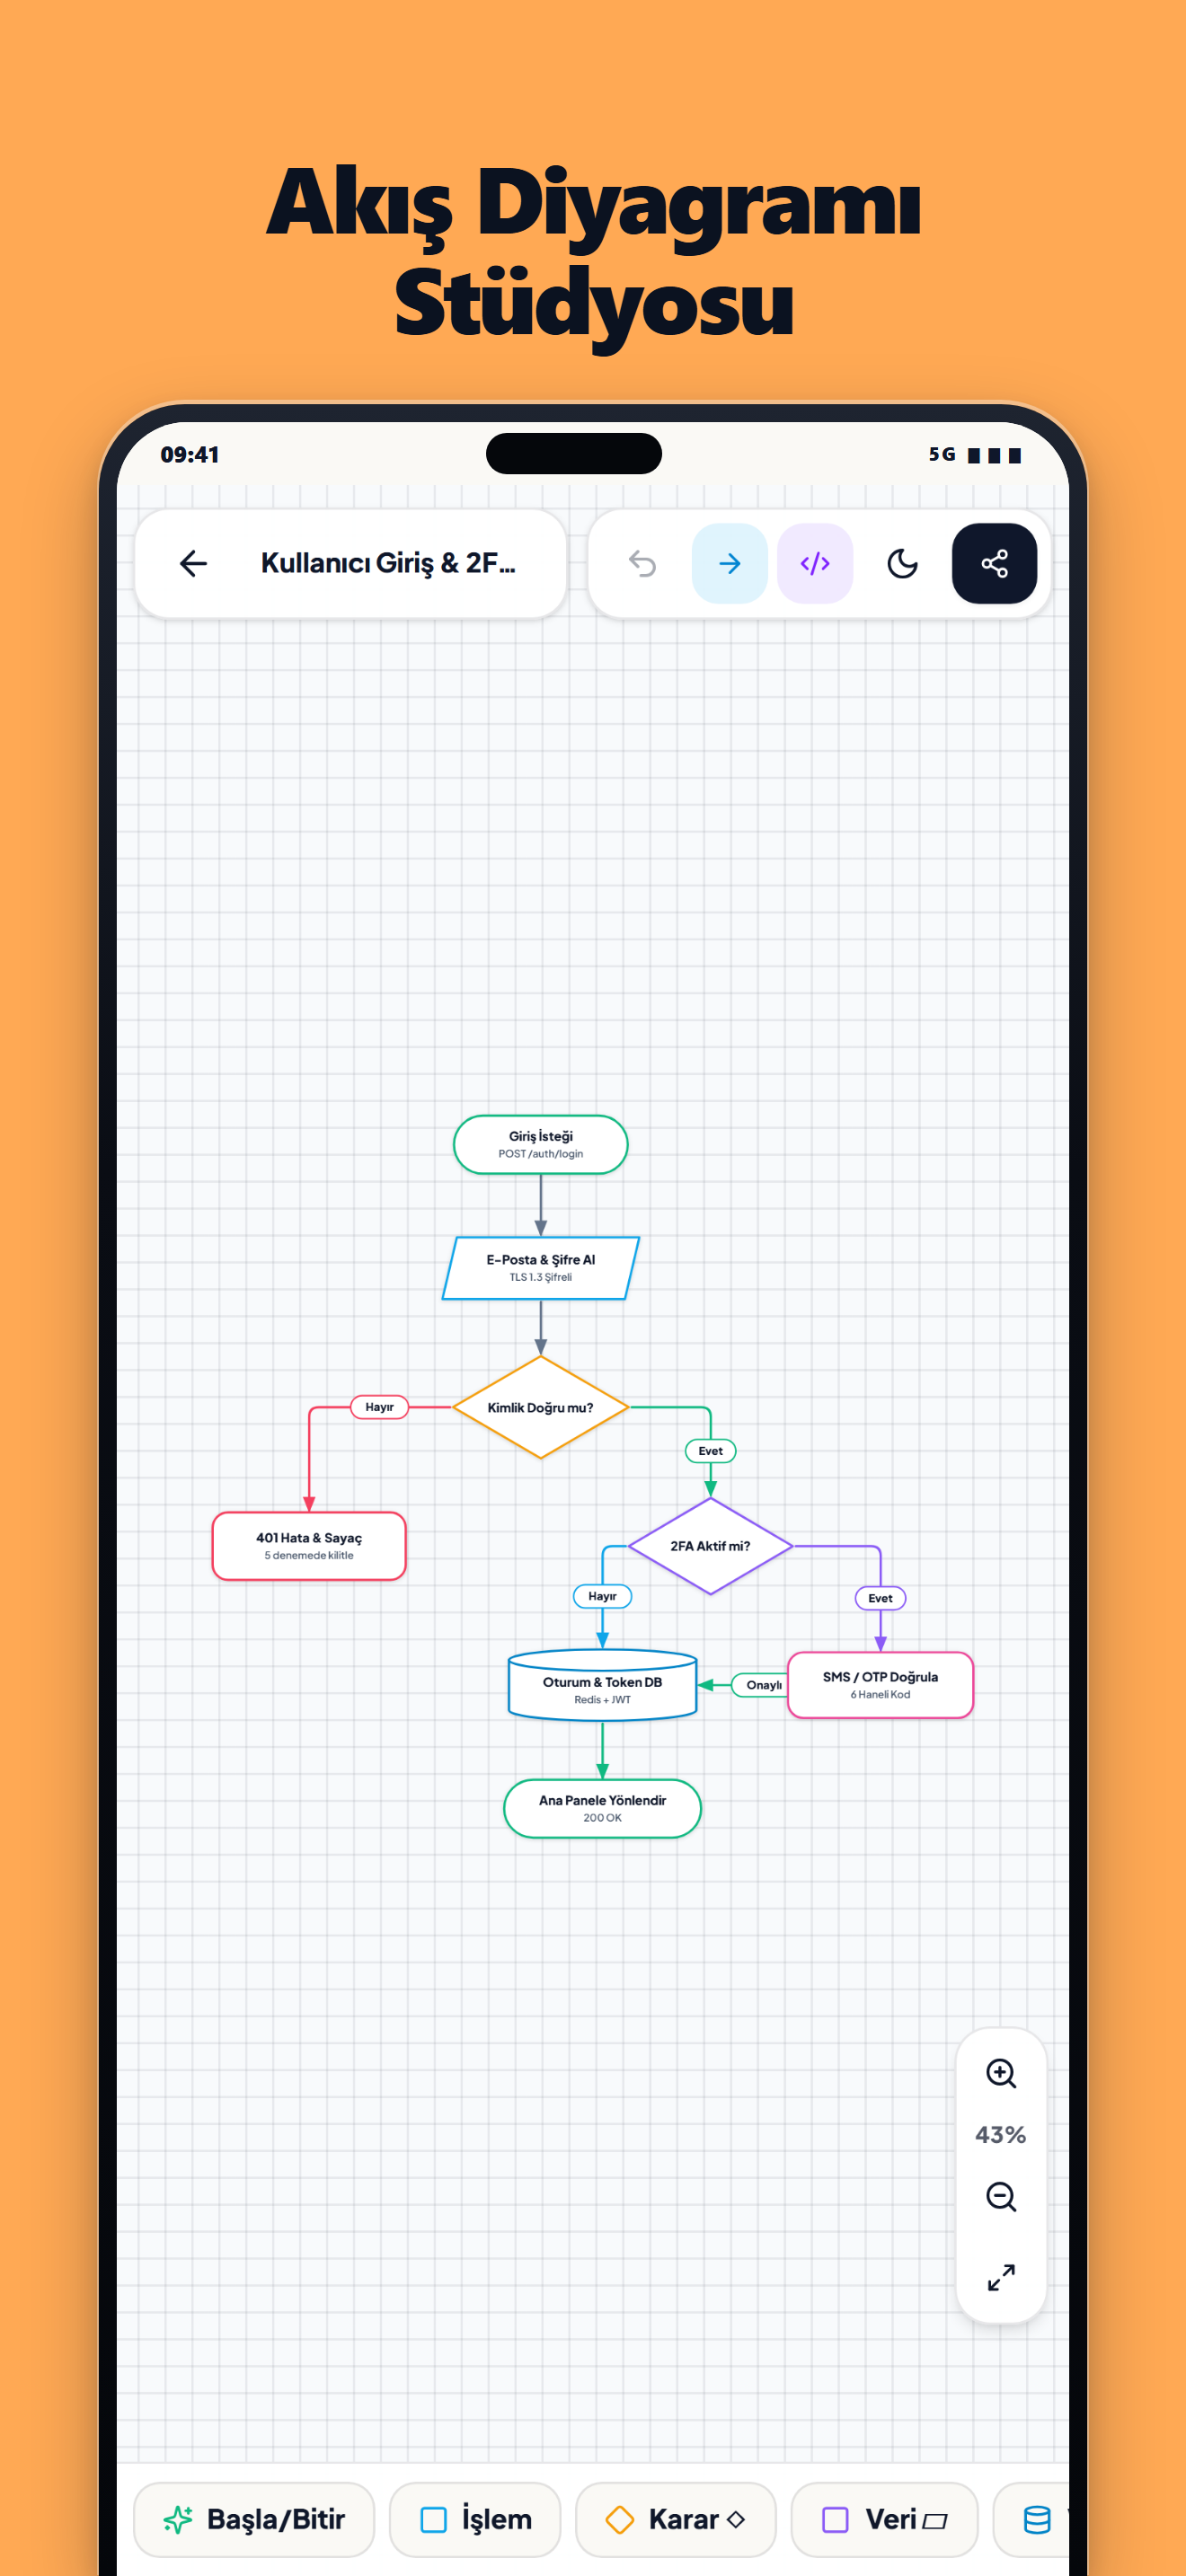 Akış Diyagramı
Stüdyosu
09:41
5G
Kullanıcı Giriş & 2F...
Giriş İsteği
POST /auth/login
E-Posta & Şifre Al
TLS 1.3 Şifreli
Kimlik Doğru mu?
Hayır
Evet
401 Hata & Sayaç
5 denemede kilitle
2FA Aktif mi?
Hayır
Evet
Oturum & Token DB
Redis + JWT
Onaylı
SMS / OTP Doğrula
6 Haneli Kod
Ana Panele Yönlendir
200 OK
43%
Başla/Bitir
İşlem
Karar
Veri